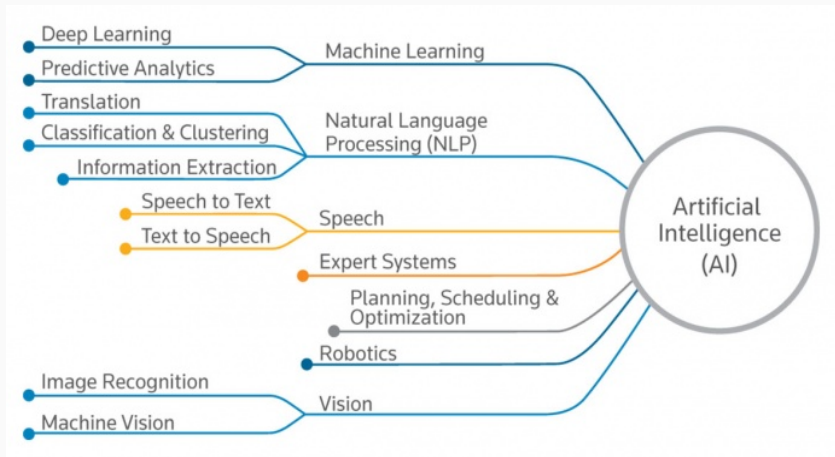 Deep Learning
Predictive Analytics
Machine Learning
Translation
Classification & Clustering
Information Extraction
Natural Language
Processing (NLP)
Speech to Text
Text to Speech
Speech
Expert Systems
Planning, Scheduling &
Optimization
Robotics
Image Recognition
Machine Vision
Vision
Artificial
Intelligence
(AI)